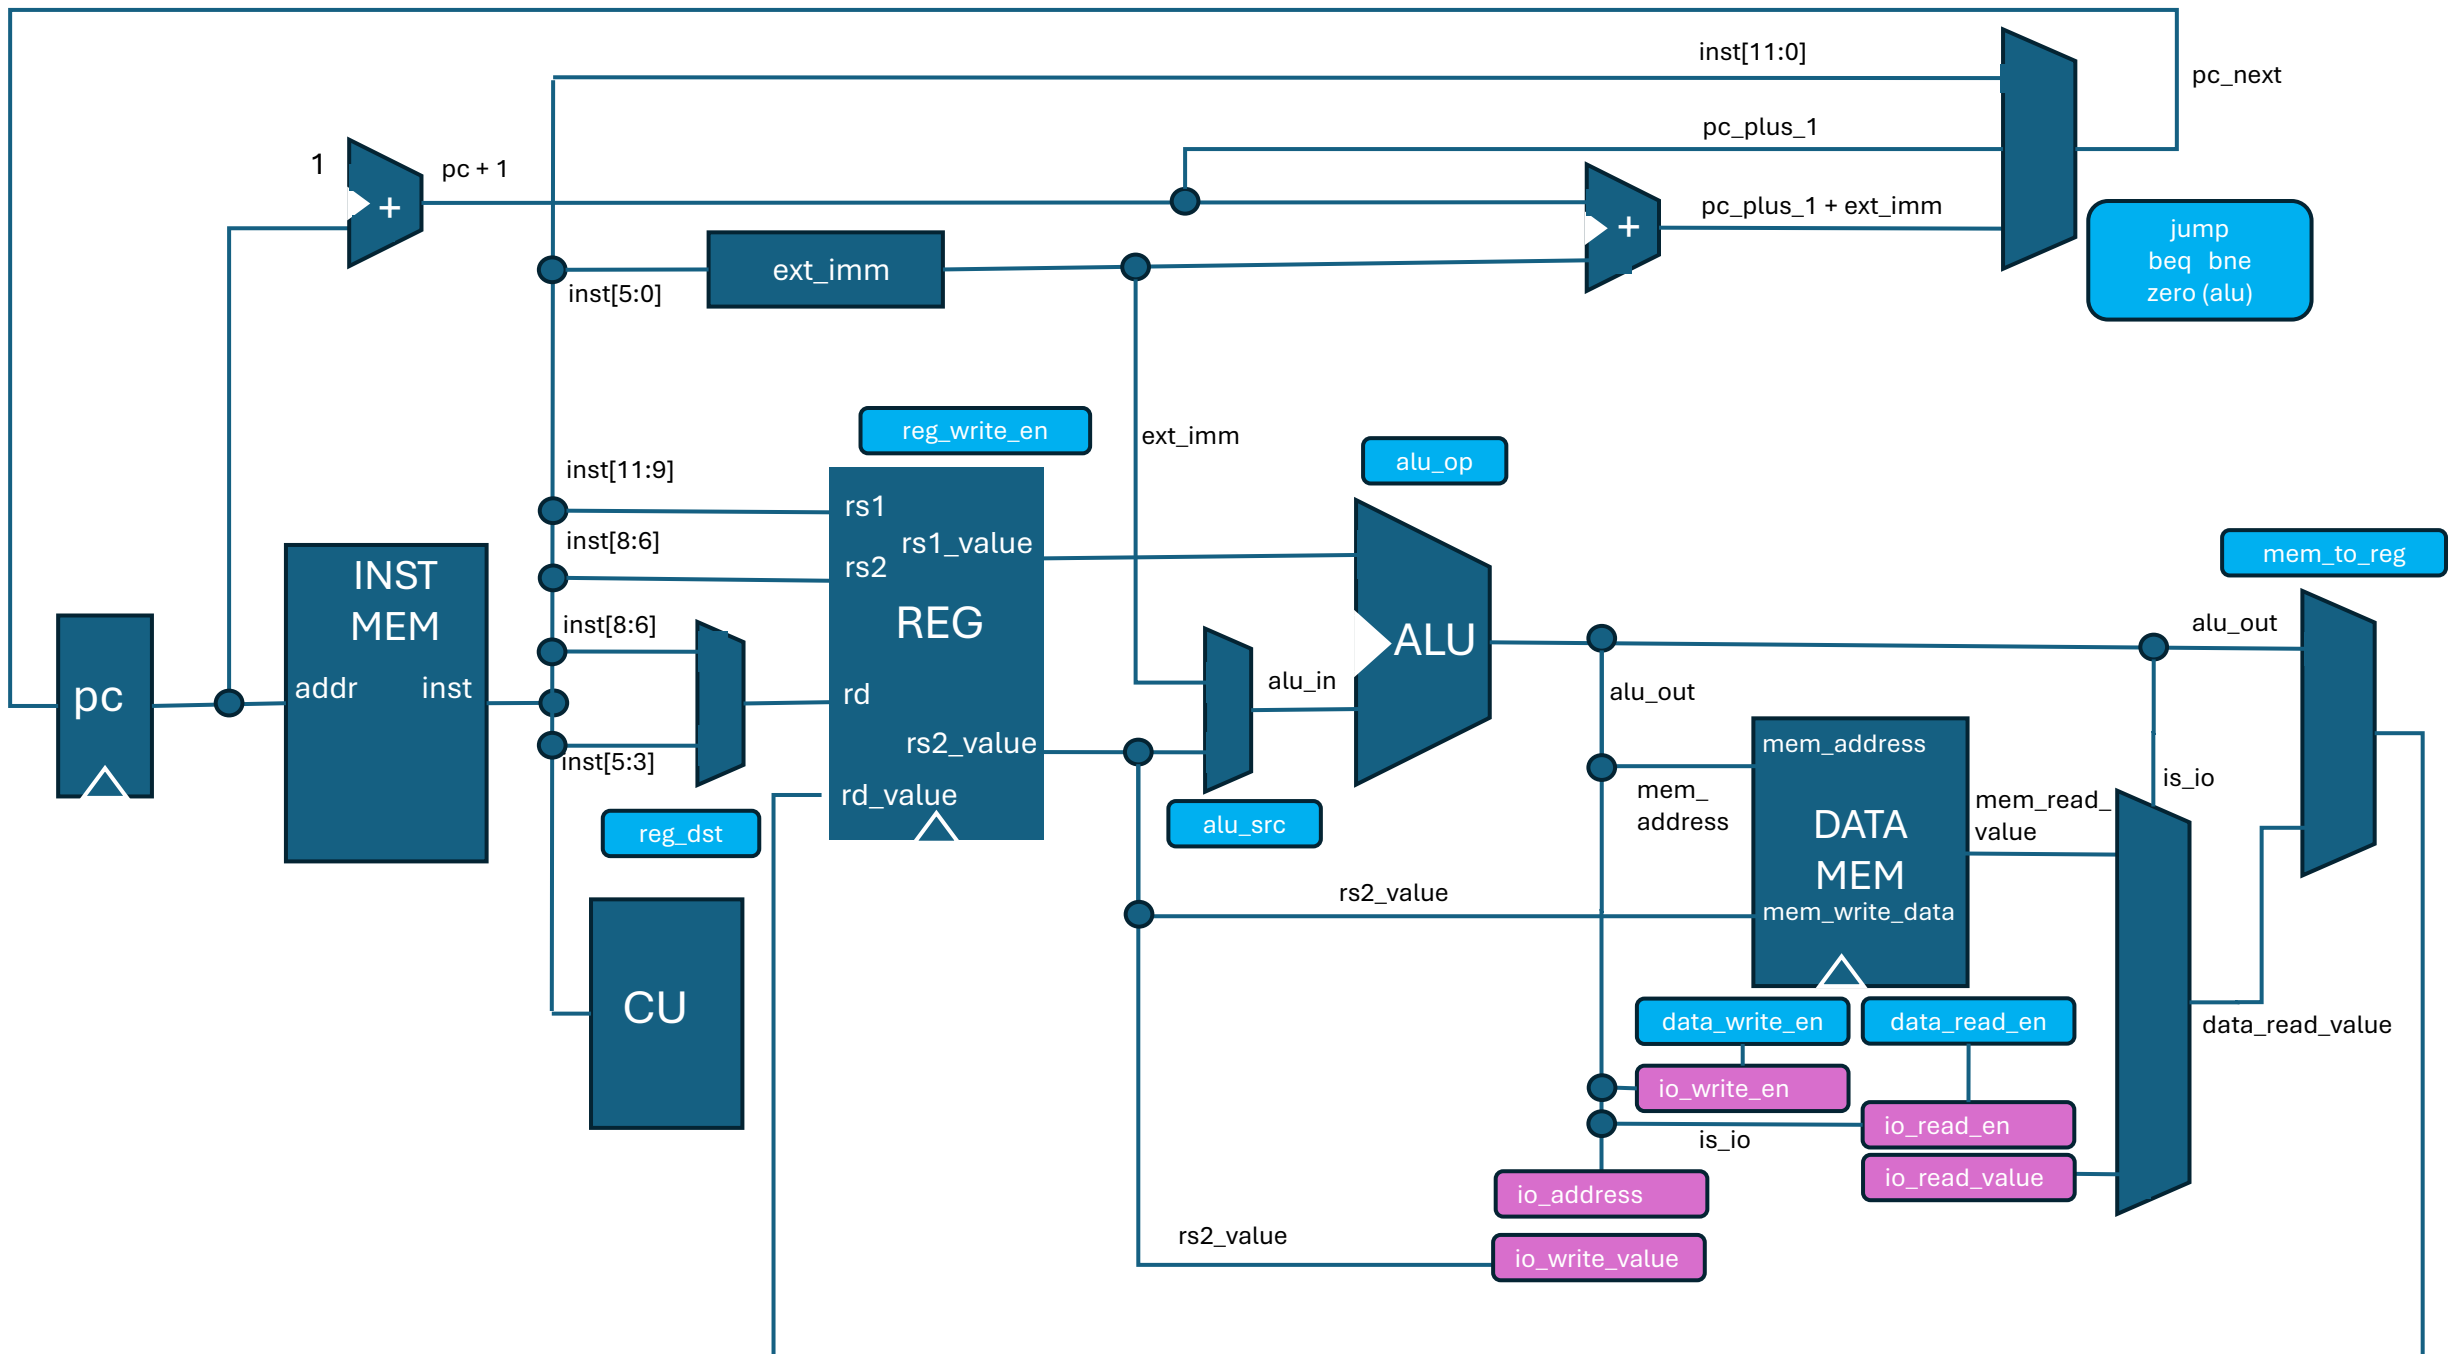 inst[11:0]
pc_next
pc_plus_1
1
pc + 1
+
+
pc_plus_1 + ext_imm
jump
beq bne
zero (alu)
ext_imm
inst[5:0]
reg_write_en
ext_imm
alu_op
inst[11:9]
rs1
rs1_value
inst[8:6]
rs2
REG
mem_to_reg
INST
MEM
addr
inst
pc
inst[8:6]
rd
inst[5:3]
rs2_value
rd_value
reg_dst
alu_in
ALU
alu_src
alu_out
alu_out
mem_address
mem_
address
DATA
MEM
mem_write_data
mem_read_
value
is_io
rs2_value
CU
data_write_en
data_read_en
data_read_value
io_write_en
io_read_en
is_io
io_read_value
io_address
rs2_value
io_write_value